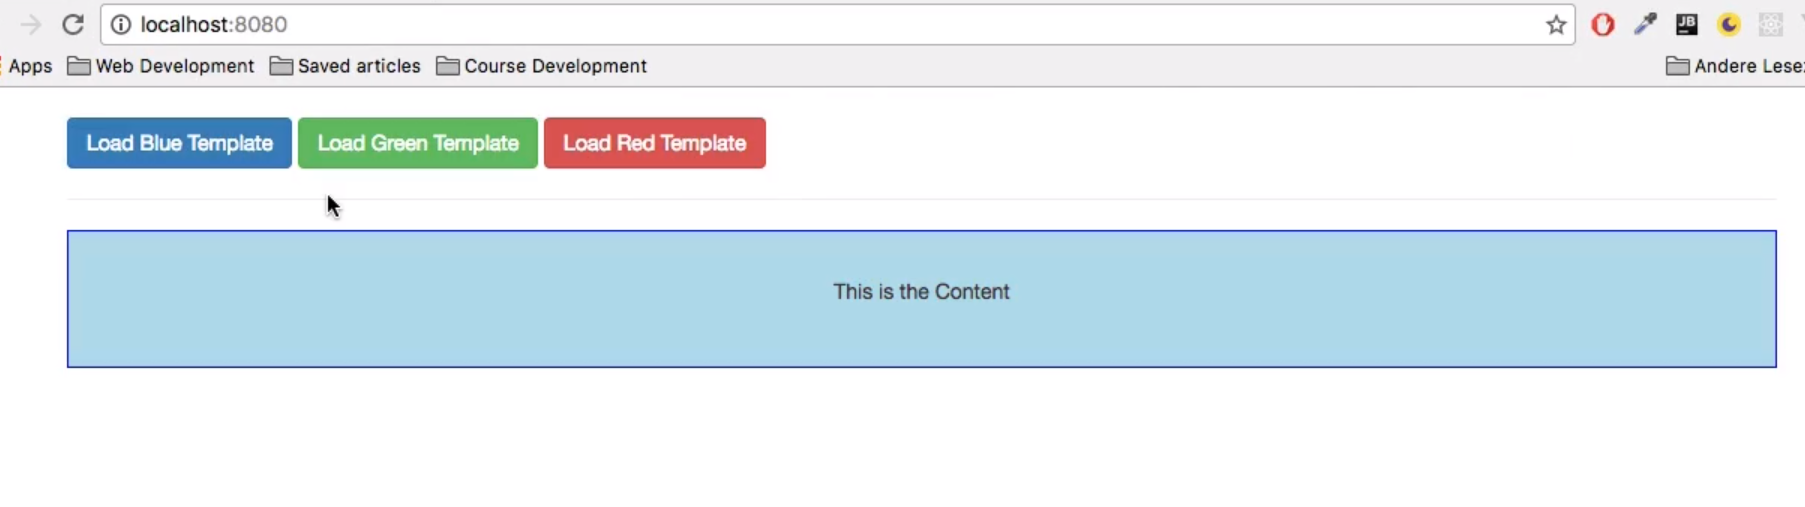 localhost:8080
JB
Apps Web Development Saved articles Course Development Andere Lese
Load Blue Template Load Green Template Load Red Template
This is the Content